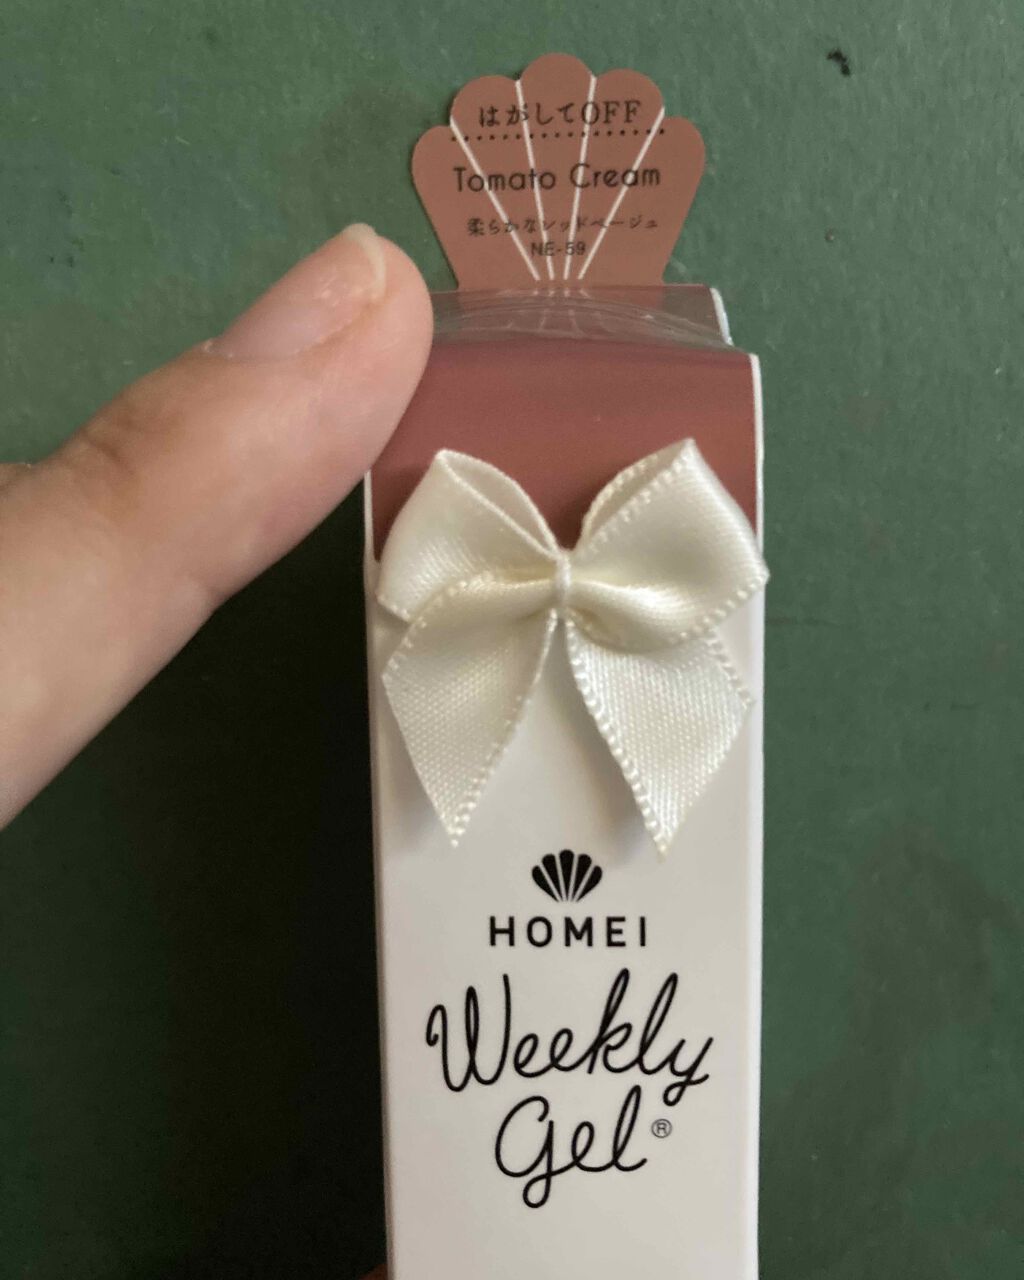 はがしてOFF
Tomato Cream
柔らかなレッドベージュ
NE-59
HOMEI
Weekly
Gel®